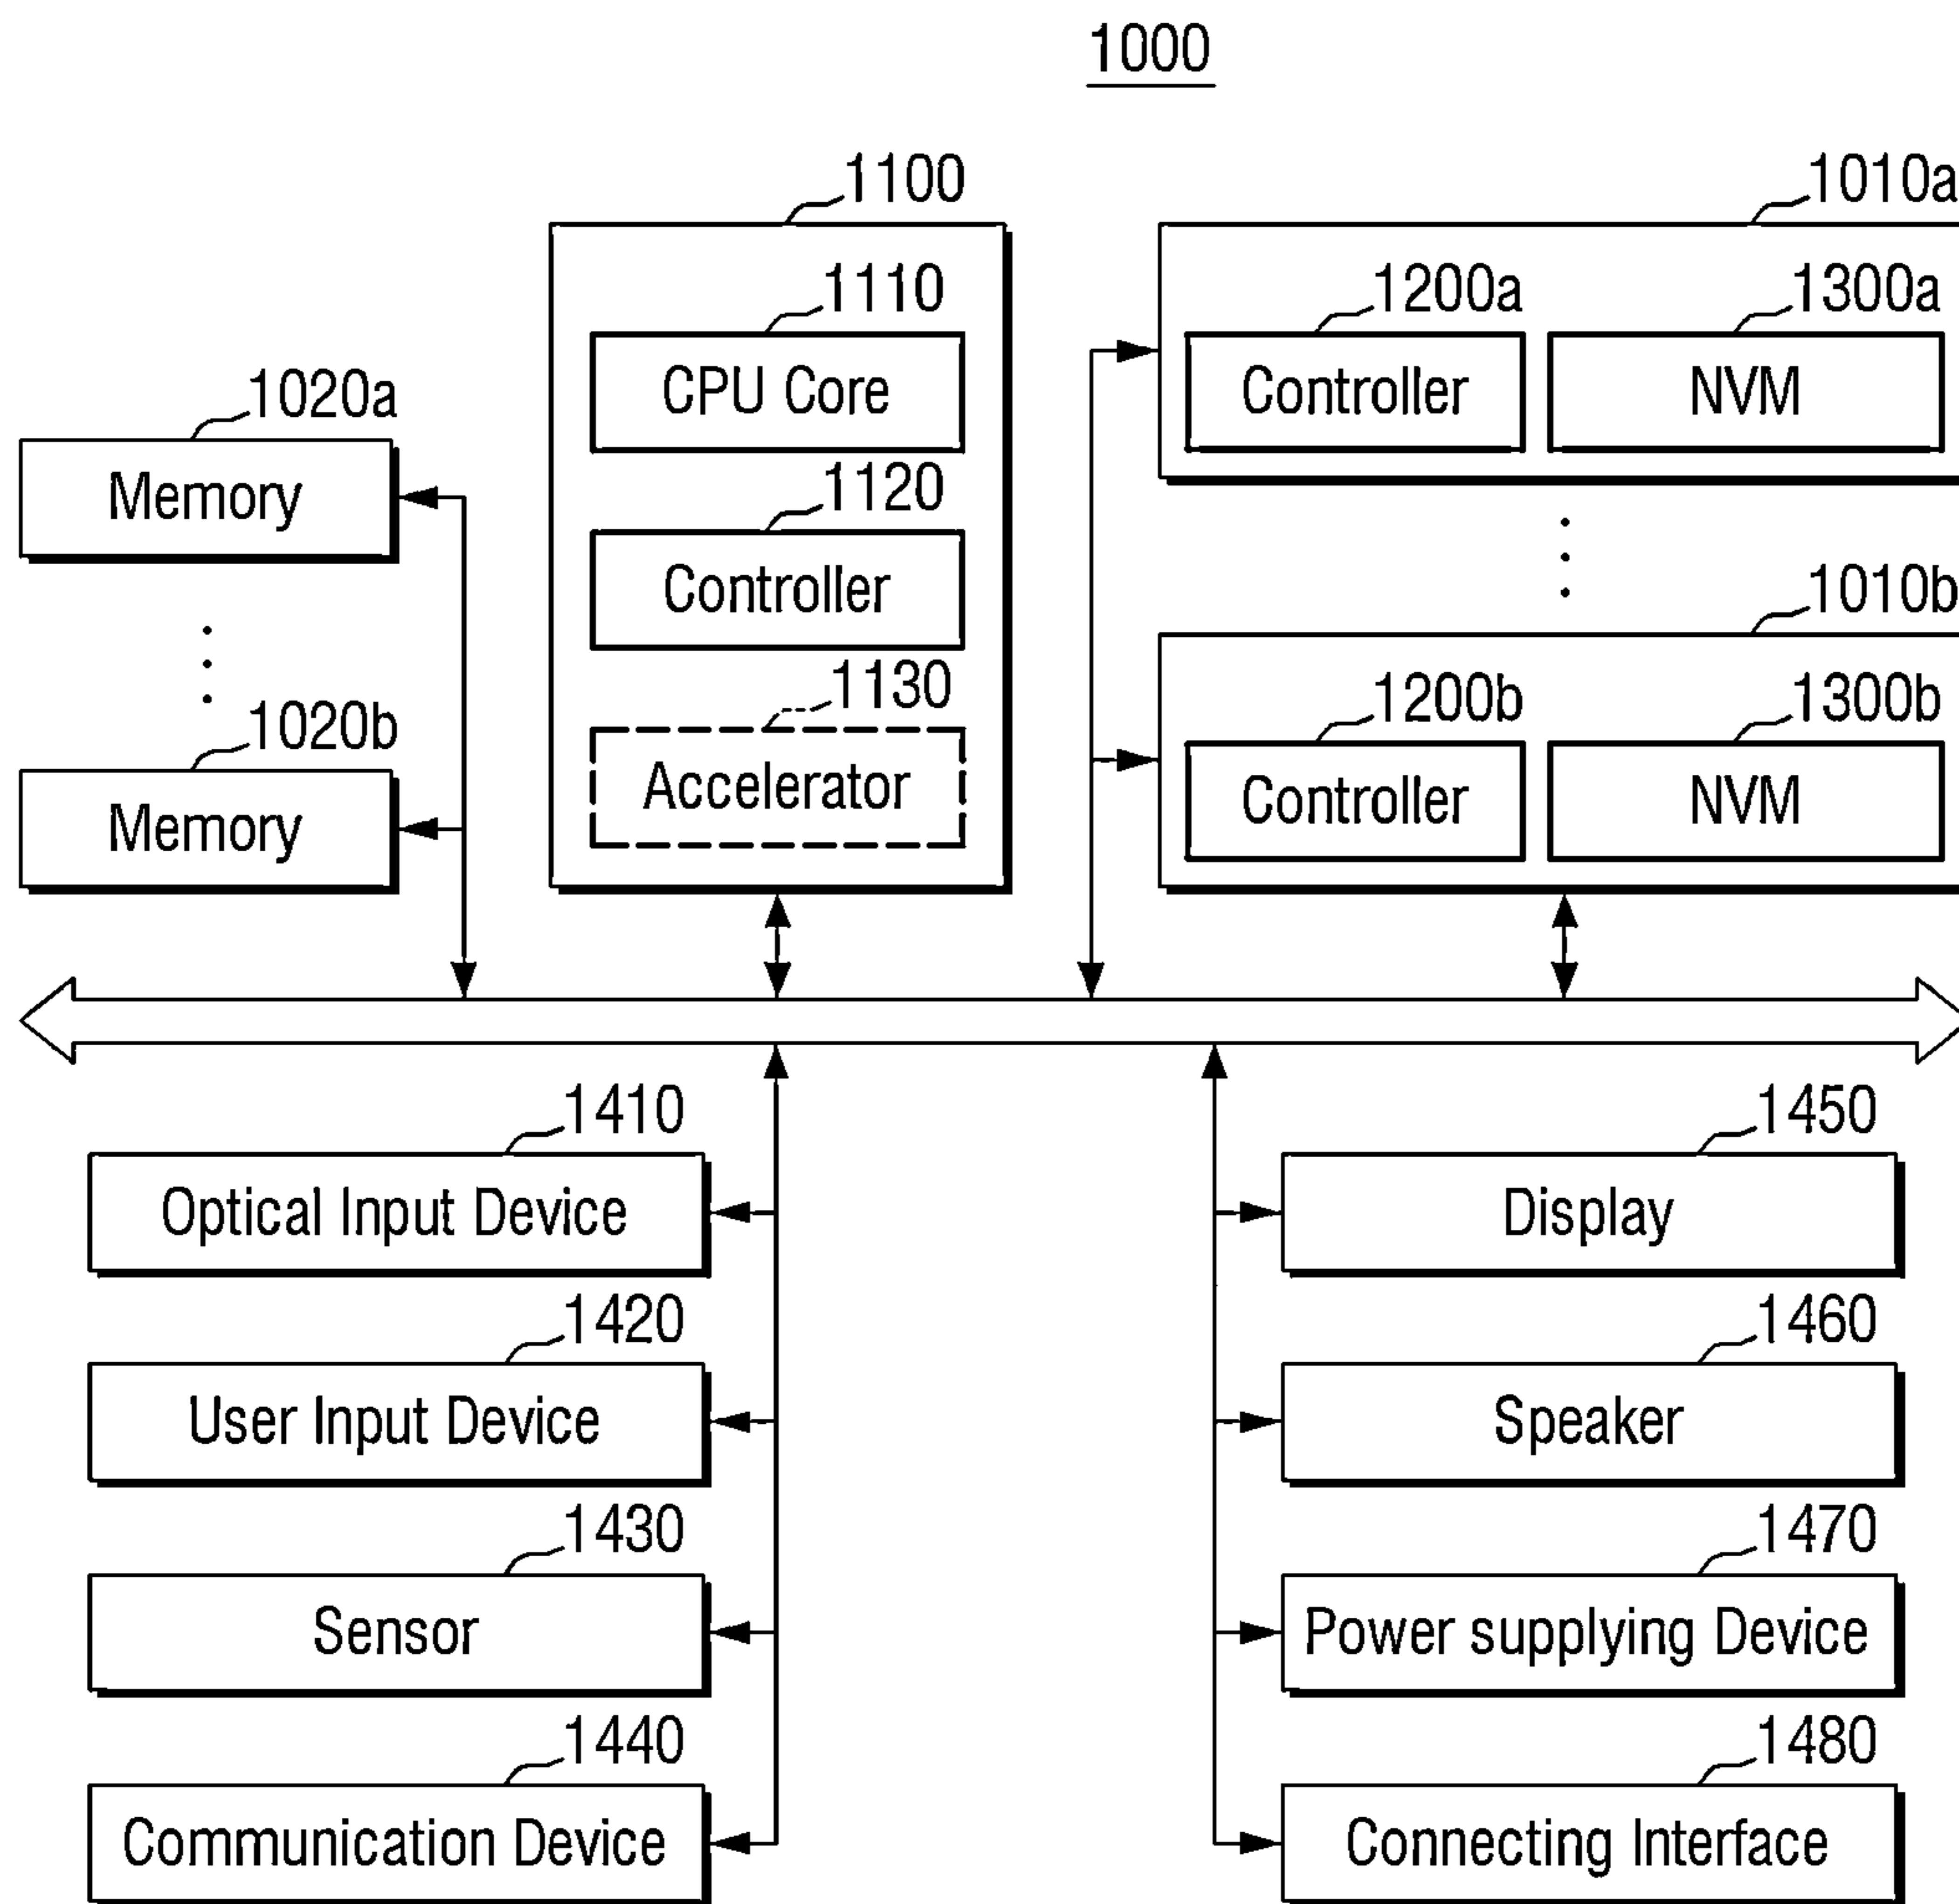 1000
1100
1010a
1110
1200a
1300a
CPU Core
Controller
NVM
1020a
Memory
1120
Controller
1010b
1130
1200b
1300b
1020b
Accelerator
Controller
NVM
Memory
1410
1450
Optical Input Device
Display
1420
1460
User Input Device
Speaker
1430
1470
Sensor
Power supplying Device
1440
1480
Communication Device
Connecting Interface